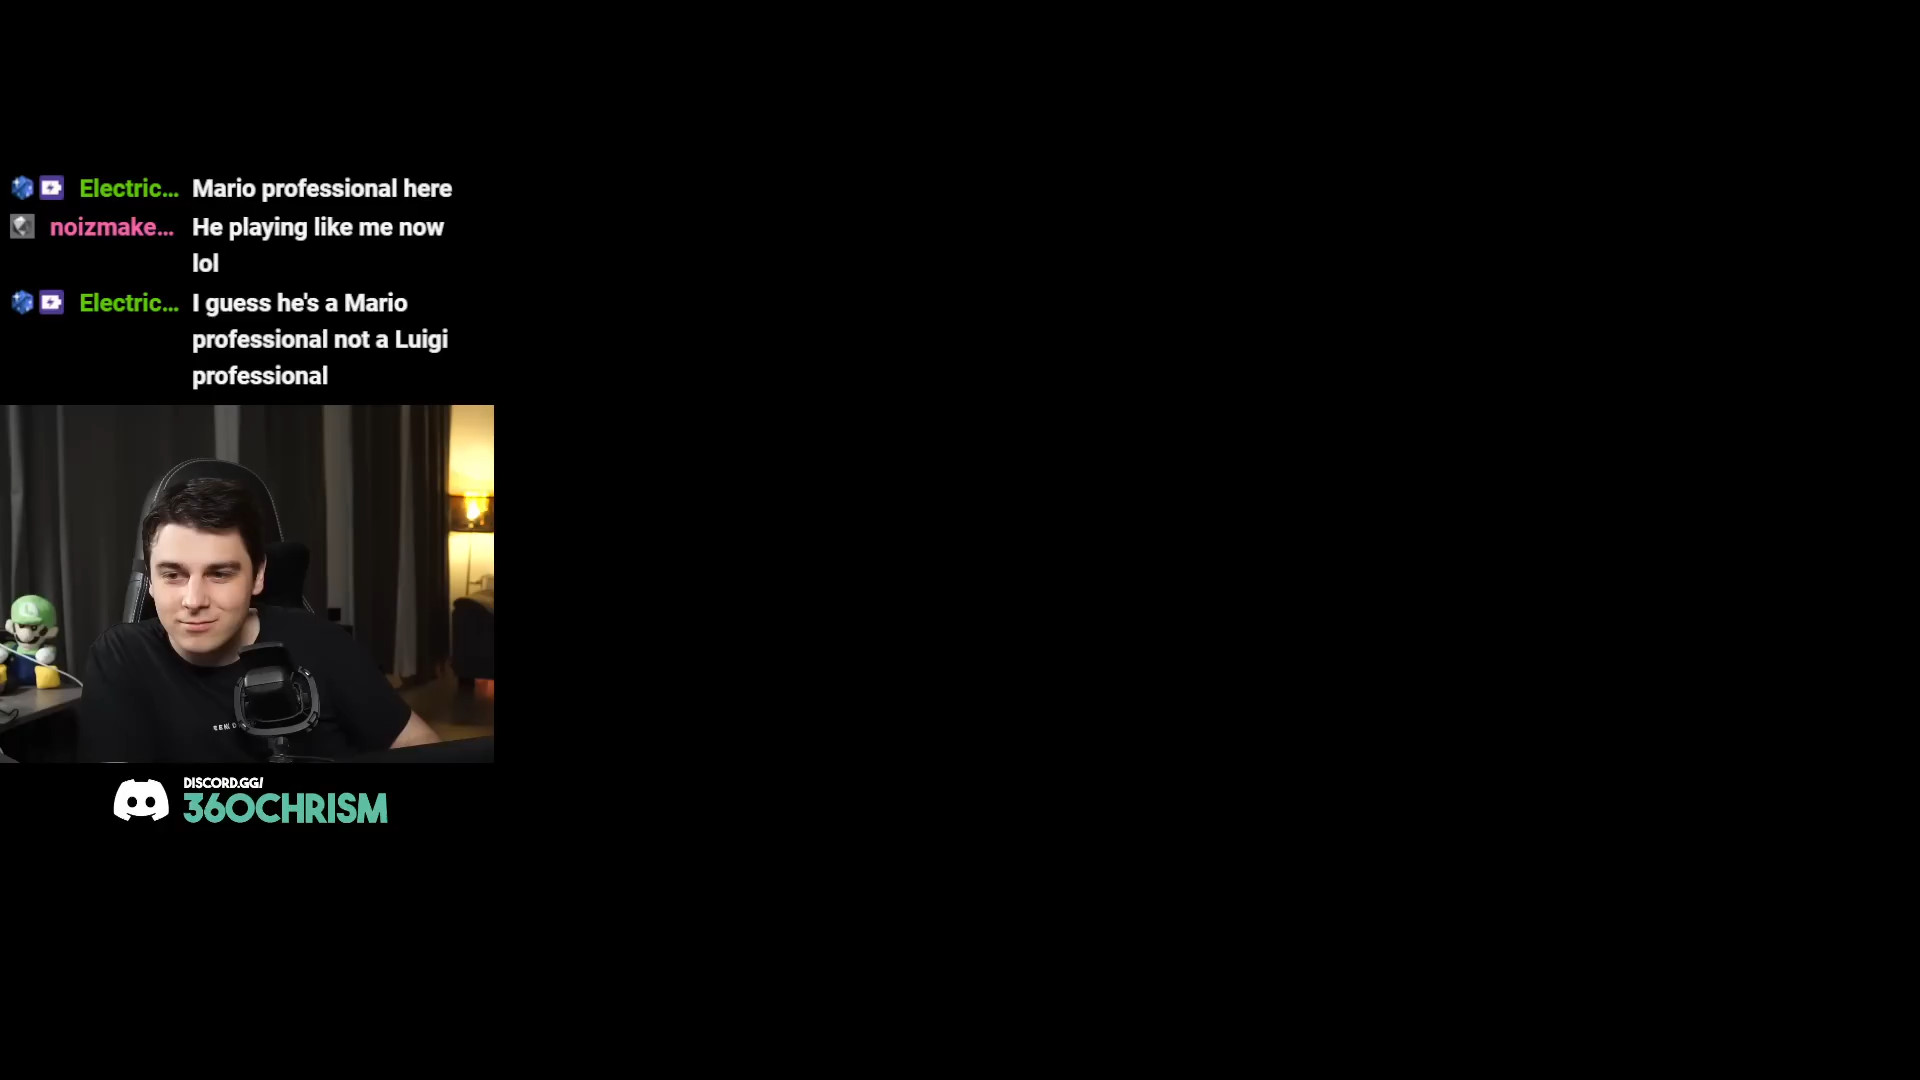 Electric... Mario professional here
noizmake... He playing like me now
lol
Electric... I guess he's a Mario
professional not a Luigi
professional
DISCORD.GG/
360CHRISM